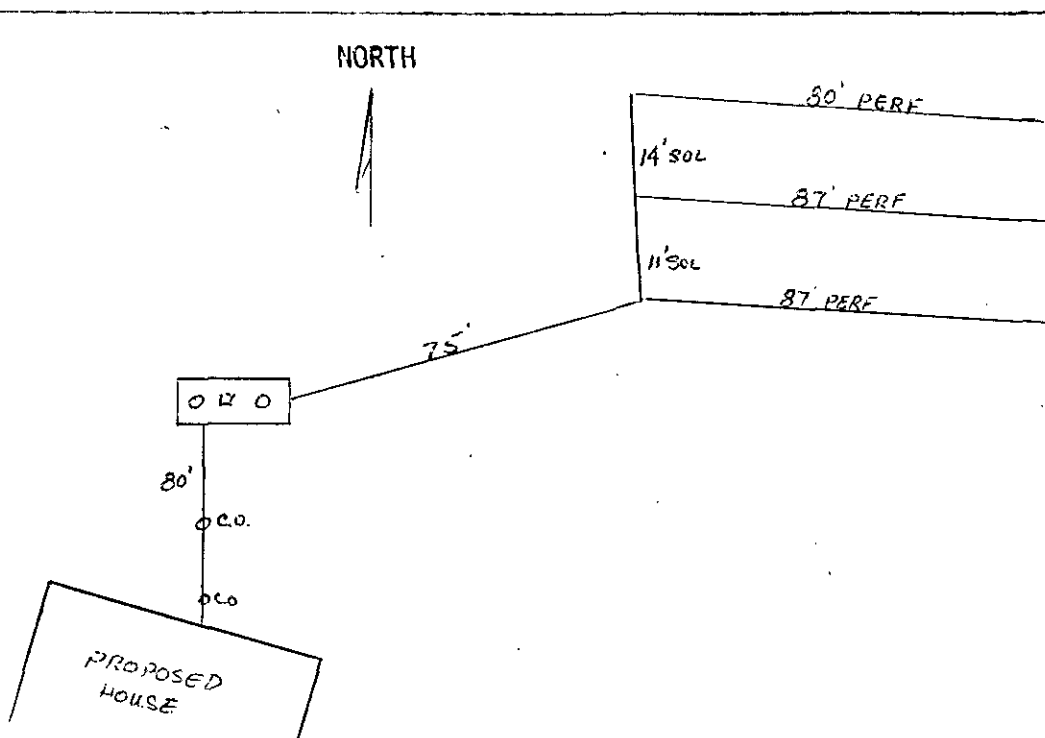 NORTH
80' PERF
14' SOL
87' PERF
11' SOL
87' PERF
75'
80'
C.O.
CO
PROPOSED
HOUSE